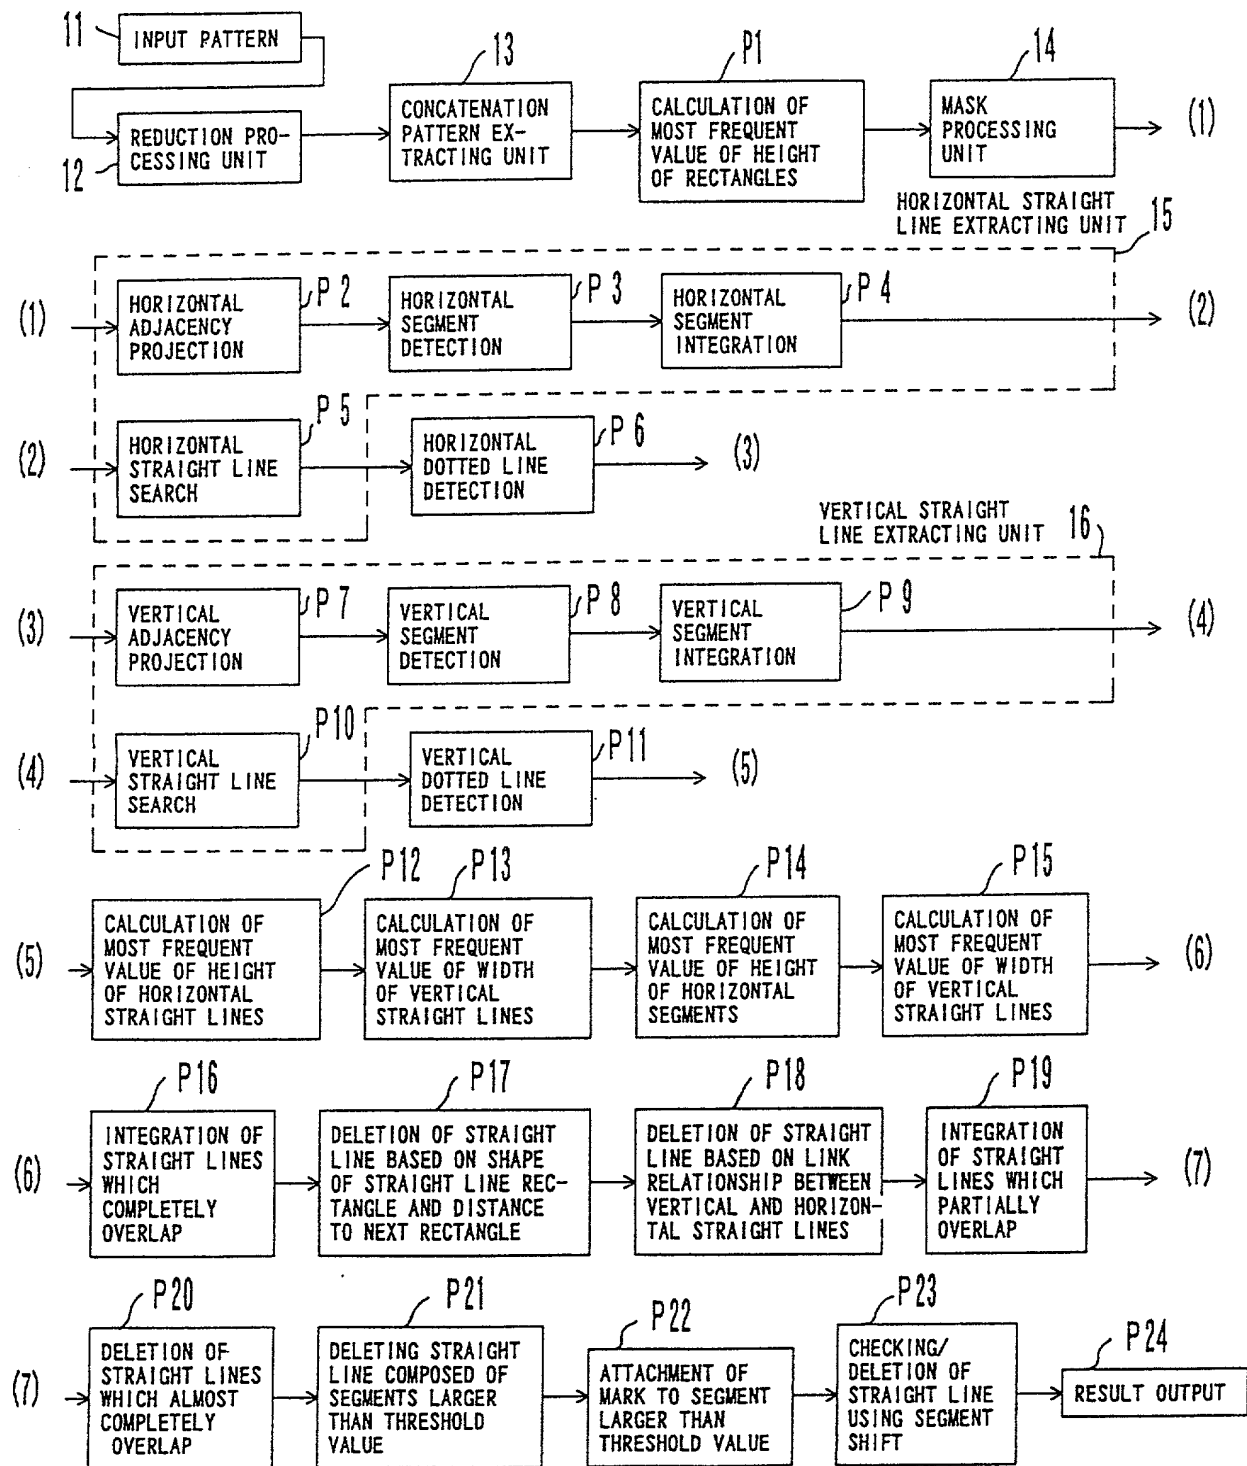 11
INPUT PATTERN
12
REDUCTION PRO-
CESSING UNIT
13
CONCATENATION
PATTERN EX-
TRACTING UNIT
P1
CALCULATION OF
MOST FREQUENT
VALUE OF HEIGHT
OF RECTANGLES
14
MASK
PROCESSING
UNIT
(1)
HORIZONTAL STRAIGHT
LINE EXTRACTING UNIT
15
(1)
HORIZONTAL
ADJACENCY
PROJECTION
P2
HORIZONTAL
SEGMENT
DETECTION
P3
HORIZONTAL
SEGMENT
INTEGRATION
P4
(2)
(2)
HORIZONTAL
STRAIGHT LINE
SEARCH
P5
HORIZONTAL
DOTTED LINE
DETECTION
P6
(3)
VERTICAL STRAIGHT
LINE EXTRACTING UNIT
16
(3)
VERTICAL
ADJACENCY
PROJECTION
P7
VERTICAL
SEGMENT
DETECTION
P8
VERTICAL
SEGMENT
INTEGRATION
P9
(4)
(4)
VERTICAL
STRAIGHT LINE
SEARCH
P10
VERTICAL
DOTTED LINE
DETECTION
P11
(5)
(5)
P12
CALCULATION OF
MOST FREQUENT
VALUE OF HEIGHT
OF HORIZONTAL
STRAIGHT LINES
P13
CALCULATION OF
MOST FREQUENT
VALUE OF WIDTH
OF VERTICAL
STRAIGHT LINES
P14
CALCULATION OF
MOST FREQUENT
VALUE OF HEIGHT
OF HORIZONTAL
SEGMENTS
P15
CALCULATION OF
MOST FREQUENT
VALUE OF WIDTH
OF VERTICAL
STRAIGHT LINES
(6)
(6)
P16
INTEGRATION OF
STRAIGHT LINES
WHICH
COMPLETELY
OVERLAP
P17
DELETION OF STRAIGHT
LINE BASED ON SHAPE
OF STRAIGHT LINE REC-
TANGLE AND DISTANCE
TO NEXT RECTANGLE
P18
DELETION OF STRAIGHT
LINE BASED ON LINK
RELATIONSHIP BETWEEN
VERTICAL AND HORIZON-
TAL STRAIGHT LINES
P19
INTEGRATION
OF STRAIGHT
LINES WHICH
PARTIALLY
OVERLAP
(7)
(7)
P20
DELETION OF
STRAIGHT LINES
WHICH ALMOST
COMPLETELY
OVERLAP
P21
DELETING STRAIGHT
LINE COMPOSED OF
SEGMENTS LARGER
THAN THRESHOLD
VALUE
P22
ATTACHMENT OF
MARK TO SEGMENT
LARGER THAN
THRESHOLD VALUE
P23
CHECKING/
DELETION OF
STRAIGHT LINE
USING SEGMENT
SHIFT
P24
RESULT OUTPUT